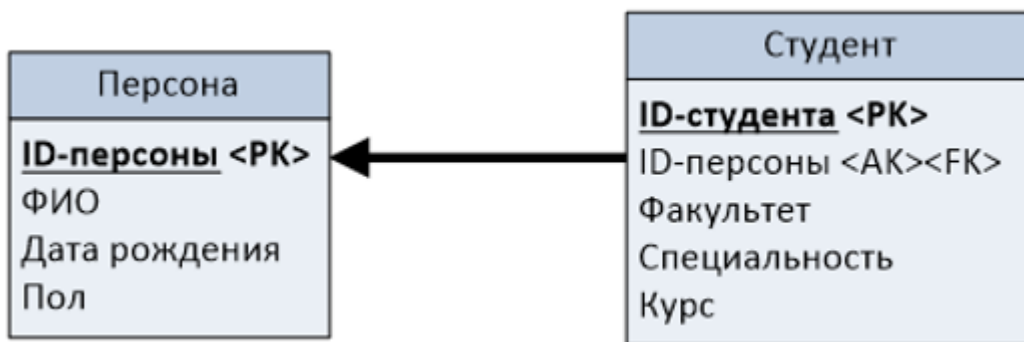 Персона
ID-персоны <PK>
ФИО
Дата рождения
Пол
Студент
ID-студента <PK>
ID-персоны <AK><FK>
Факультет
Специальность
Курс